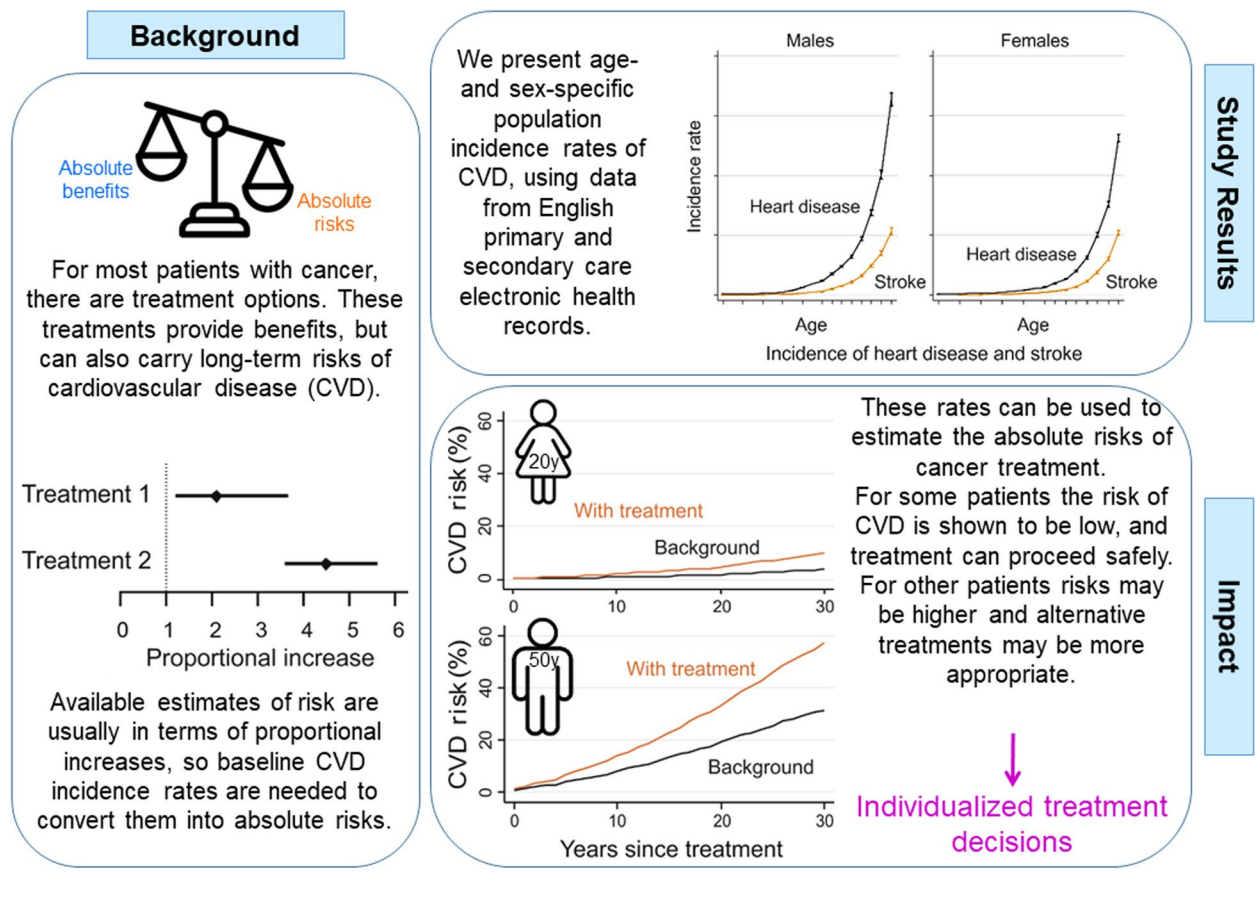 Background
Absolute
benefits
Absolute
risks
For most patients with cancer,
there are treatment options. These
treatments provide benefits, but
can also carry long-term risks of
cardiovascular disease (CVD).
Treatment 1
Treatment 2
0 1 2 3 4 5 6
Proportional increase
Available estimates of risk are
usually in terms of proportional
increases, so baseline CVD
incidence rates are needed to
convert them into absolute risks.
We present age-
and sex-specific
population
incidence rates of
CVD, using data
from English
primary and
secondary care
electronic health
records.
Males
Females
Incidence rate
Heart disease
Stroke
Heart disease
Stroke
Age
Age
Incidence of heart disease and stroke
Study Results
CVD risk (%)
60
40
20
0
20y
With treatment
Background
0 10 20 30
CVD risk (%)
60
40
20
0
50y
With treatment
Background
0 10 20 30
Years since treatment
These rates can be used to
estimate the absolute risks of
cancer treatment.
For some patients the risk of
CVD is shown to be low, and
treatment can proceed safely.
For other patients risks may
be higher and alternative
treatments may be more
appropriate.
Individualized treatment
decisions
Impact